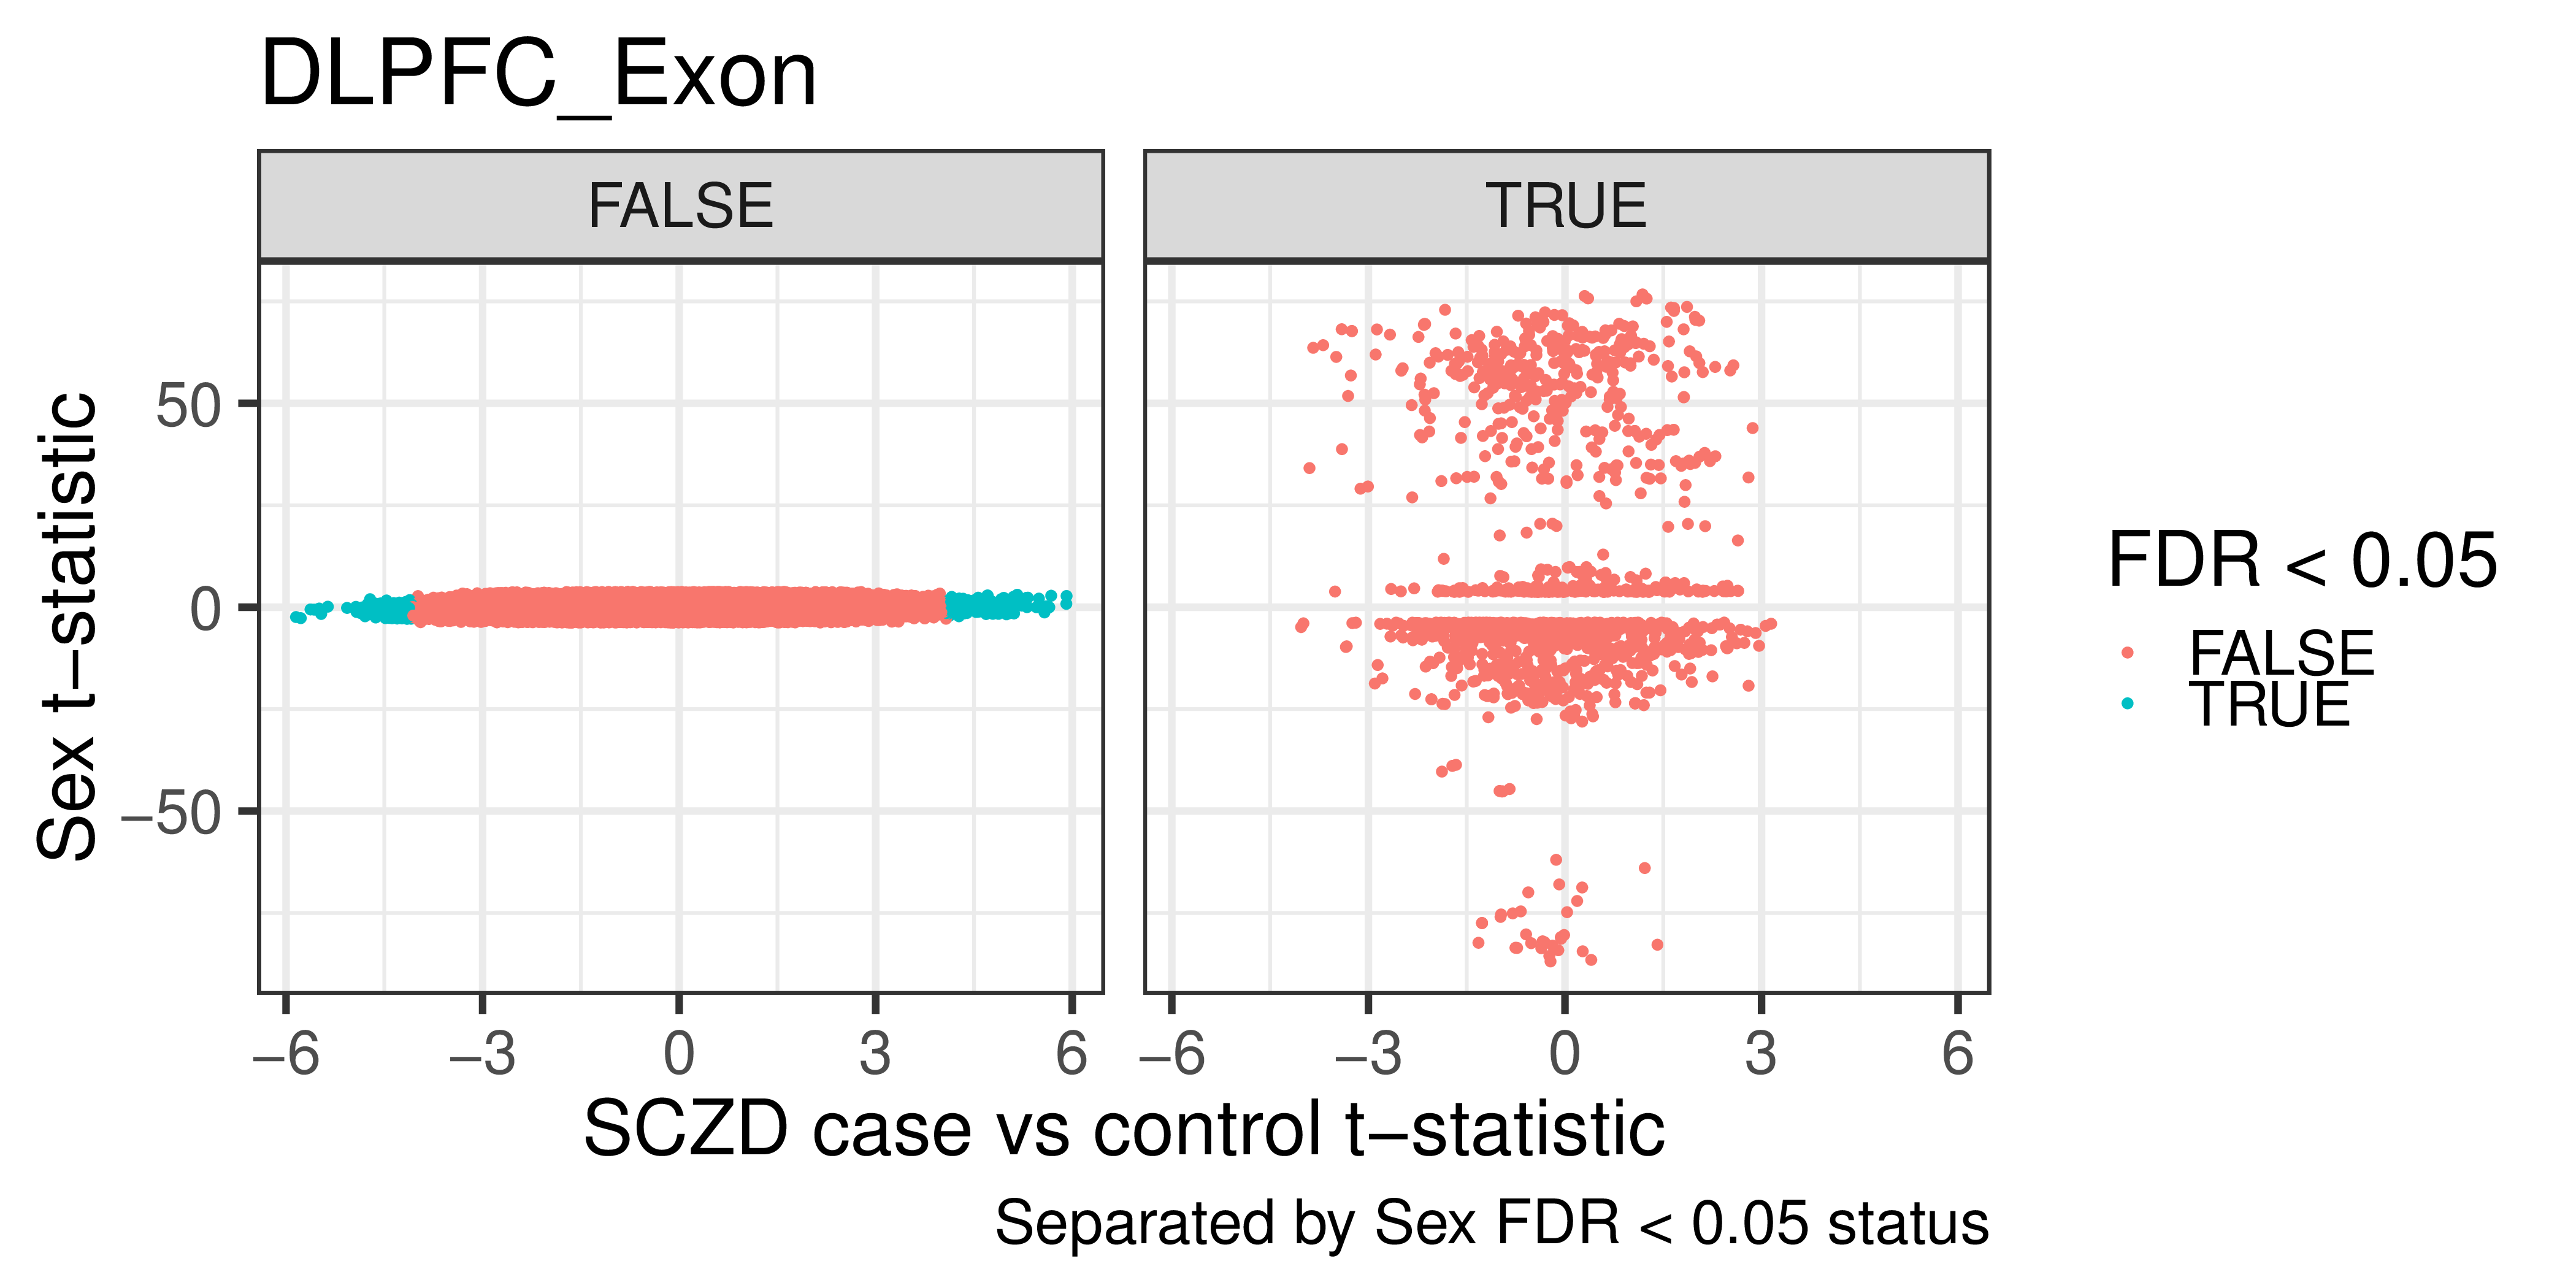 DLPFC_Exon
FALSE TRUE
50
0
−50
Sex t−statistic
−6 −3 0 3 6 −6 −3 0 3 6
SCZD case vs control t−statistic
Separated by Sex FDR < 0.05 status
FDR < 0.05
FALSE
TRUE